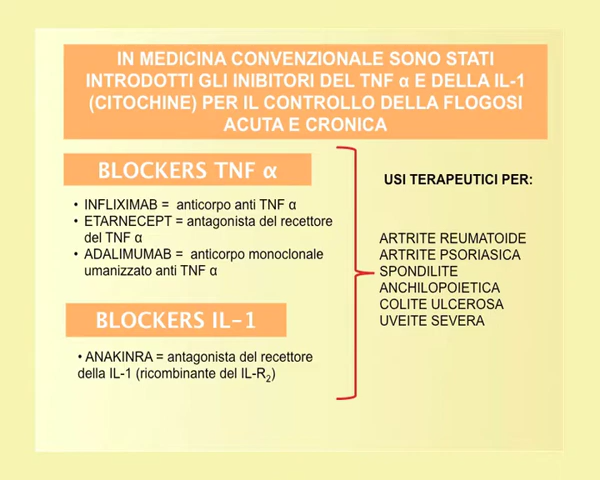 IN MEDICINA CONVENZIONALE SONO STATI
INTRODOTTI GLI INIBITORI DEL TNF α E DELLA IL-1
(CITOCHINE) PER IL CONTROLLO DELLA FLOGOSI
ACUTA E CRONICA
BLOCKERS TNF α
• INFLIXIMAB = anticorpo anti TNF α
• ETARNECEPT = antagonista del recettore
del TNF α
• ADALIMUMAB = anticorpo monoclonale
umanizzato anti TNF α
BLOCKERS IL-1
• ANAKINRA = antagonista del recettore
della IL-1 (ricombinante del IL-R2)
USI TERAPEUTICI PER:
ARTRITE REUMATOIDE
ARTRITE PSORIASICA
SPONDILITE
ANCHILOPOIETICA
COLITE ULCEROSA
UVEITE SEVERA